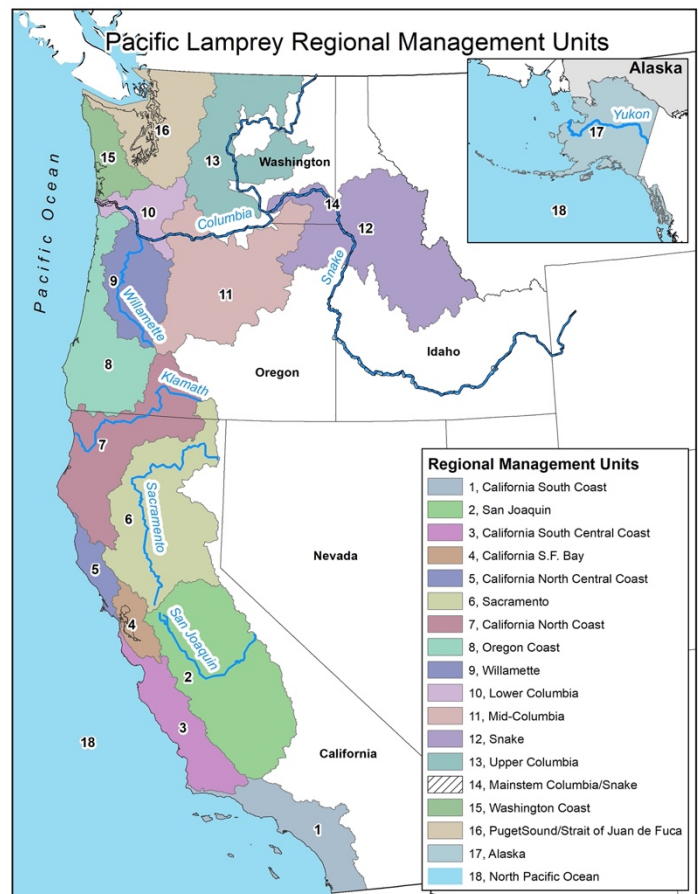 Pacific Lamprey Regional Management Units
Alaska
Yukon
17
18
16
15
13
Washington
14
12
10
Columbia
Pacific Ocean
Snake
9
Willamette
11
Idaho
8
Oregon
Klamath
7
Sacramento
6
Nevada
5
4
San Joaquin
2
3
18
California
1
Regional Management Units
1, California South Coast
2, San Joaquin
3, California South Central Coast
4, California S.F. Bay
5, California North Central Coast
6, Sacramento
7, California North Coast
8, Oregon Coast
9, Willamette
10, Lower Columbia
11, Mid-Columbia
12, Snake
13, Upper Columbia
14, Mainstem Columbia/Snake
15, Washington Coast
16, PugetSound/Strait of Juan de Fuca
17, Alaska
18, North Pacific Ocean